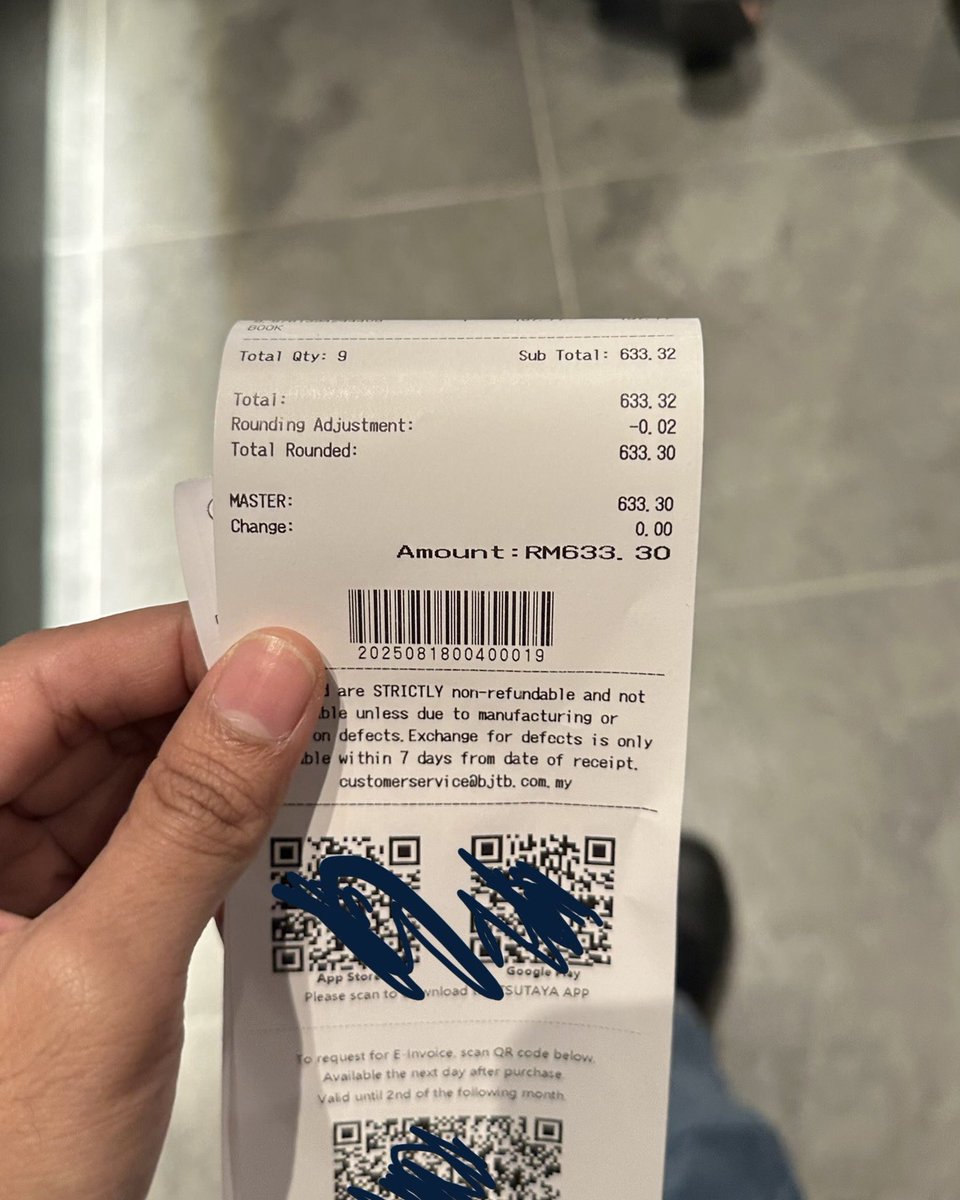 BOOK
Total Qty: 9 Sub Total: 633.32
Total: 633.32
Rounding Adjustment: -0.02
Total Rounded: 633.30
MASTER: 633.30
Change: 0.00
Amount:RM633.30
2025081800400019
are STRICTLY non-refundable and not
unless due to manufacturing or
defects. Exchange for defects is only
within 7 days from date of receipt.
customerservice@bjtb.com.my
App Google
Please scan to TSUTAYA APP
To request for E-Invoice, scan QR code below.
Available the next day after purchase.
Valid until 2nd of the following month.